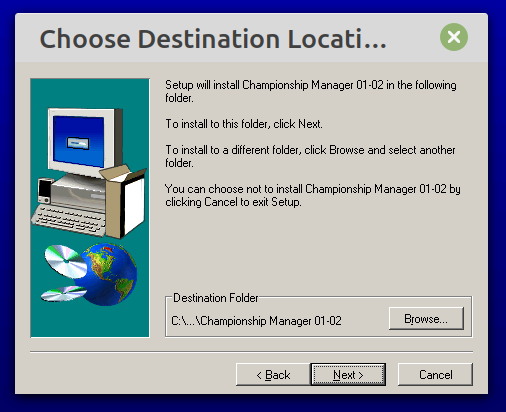 Choose Destination Locati...
Setup will install Championship Manager 01-02 in the following
folder.
To install to this folder, click Next.
To install to a different folder, click Browse and select another
folder.
You can choose not to install Championship Manager 01-02 by
clicking Cancel to exit Setup.
Destination Folder
C:\...\Championship Manager 01-02
Browse...
< Back
Next >
Cancel